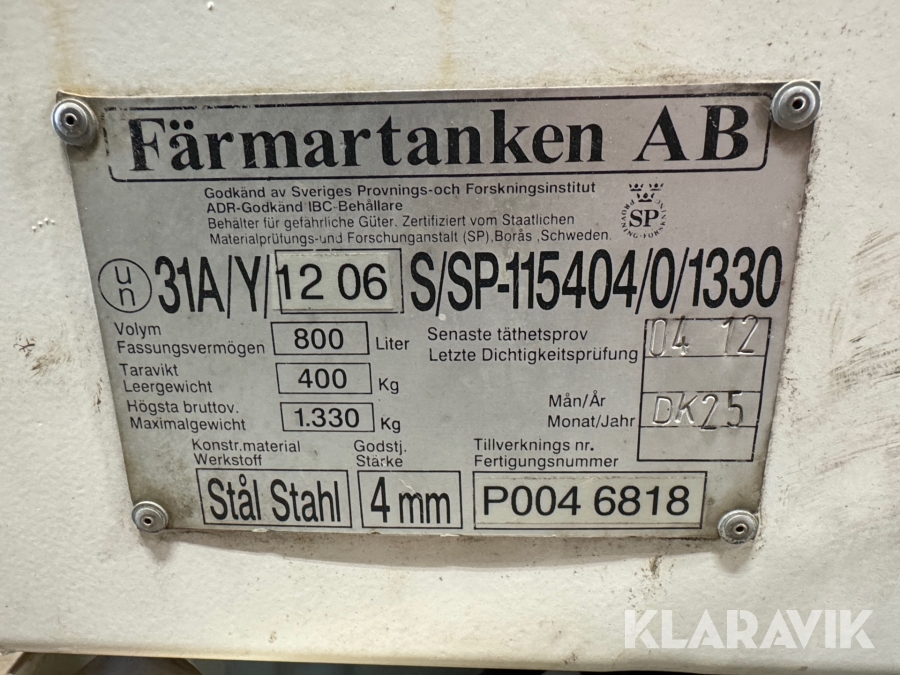 Färmartanken AB
Godkänd av Sveriges Provnings-och Forskningsinstitut
ADR-Godkänd IBC-Behållare
Behälter für gefährliche Güter. Zertifiziert vom Staatlichen
Materialprüfungs-und Forschunganstalt (SP). Borås ,Schweden.
SP
un 31A/Y/ 12 06 S/SP-115404/0/1330
Volym
Fassungsvermögen 800 Liter
Senaste täthetsprov
Letzte Dichtigkeitsprüfung 04 12
Taravikt
Leergewicht 400 Kg
Högsta bruttov.
Maximalgewicht 1.330 Kg
Mån/År
Monat/Jahr DK25
Konstr.material
Werkstoff
Stål Stahl
Godstj.
Stärke
4 mm
Tillverknings nr.
Fertigungsnummer
P004 6818
KLARAVIK